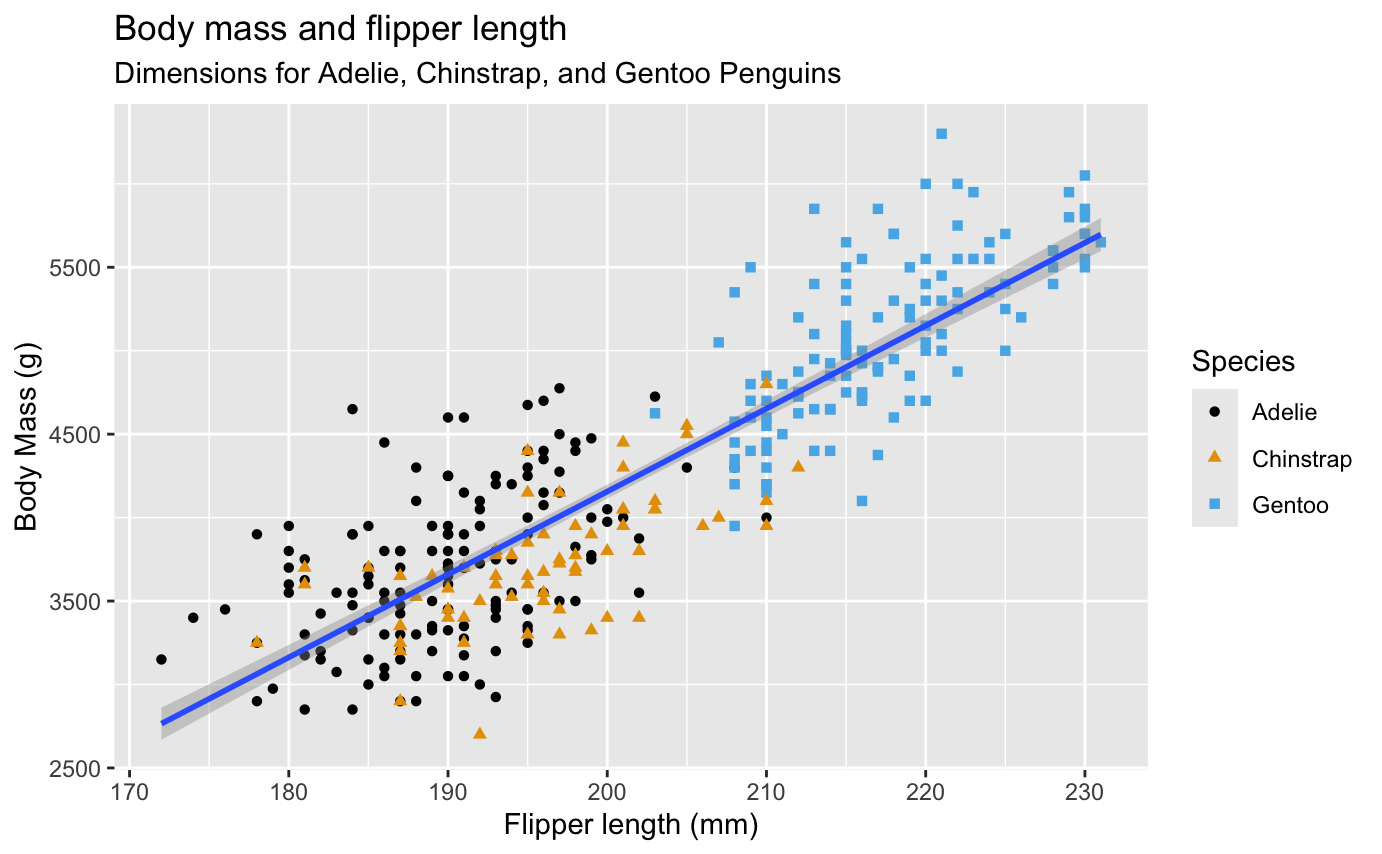 Body mass and flipper length
Dimensions for Adelie, Chinstrap, and Gentoo Penguins
Body Mass (g)
5500
4500
3500
2500
170 180 190 200 210 220 230
Flipper length (mm)
Species
Adelie
Chinstrap
Gentoo